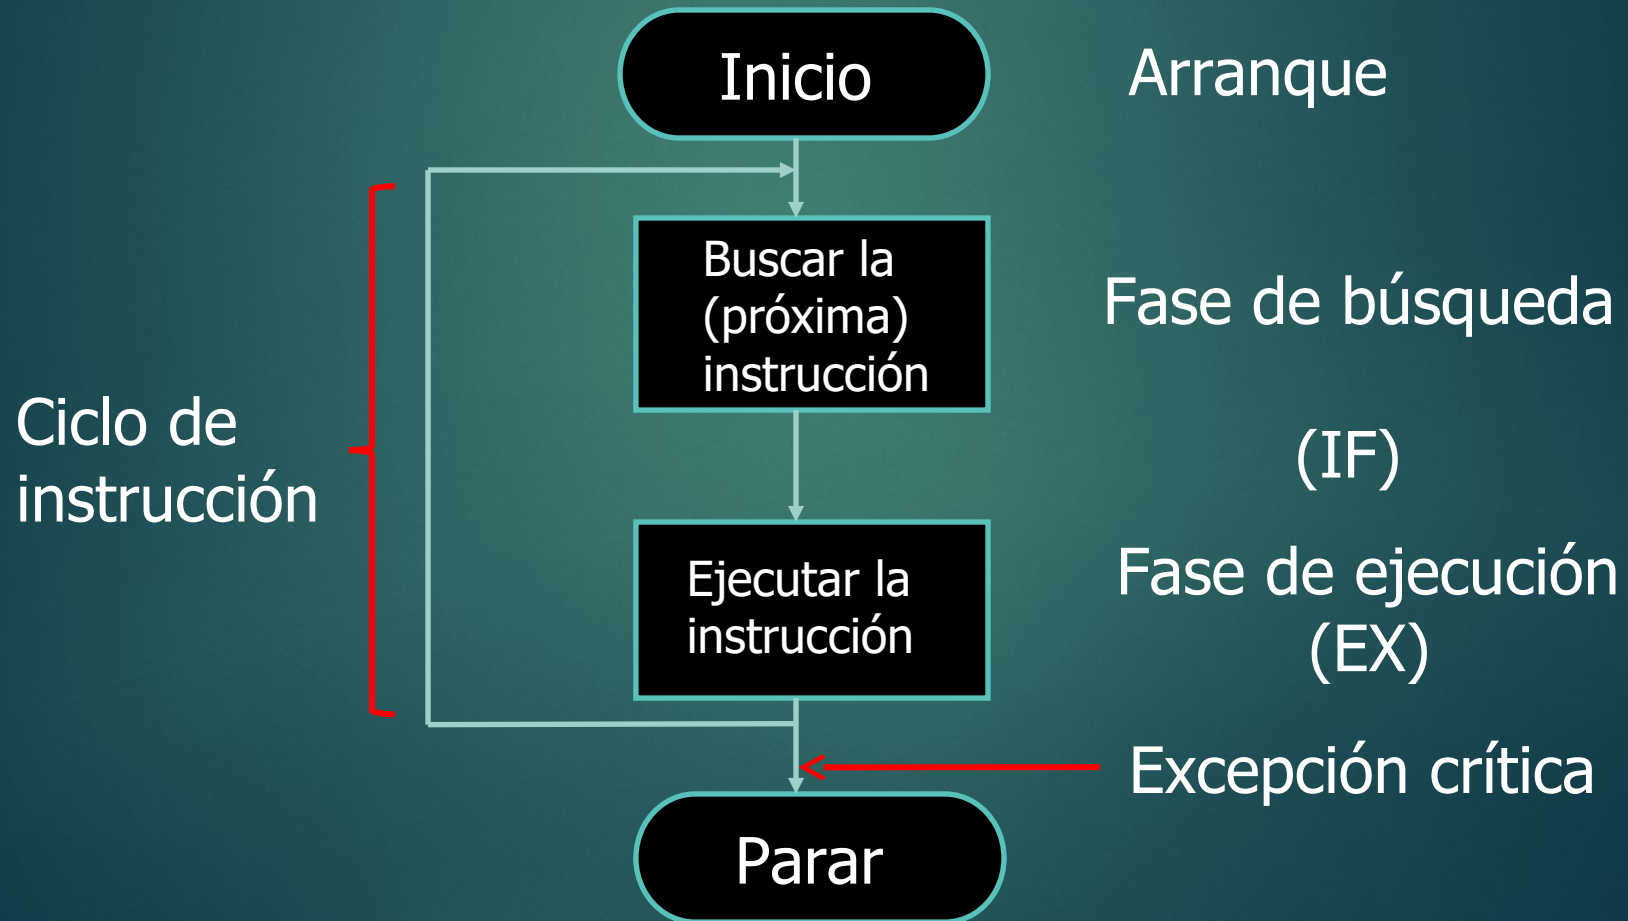 Inicio
Arranque
Buscar la
(próxima)
instrucción
Fase de búsqueda
(IF)
Ciclo de
instrucción
Ejecutar la
instrucción
Fase de ejecución
(EX)
Excepción crítica
Parar